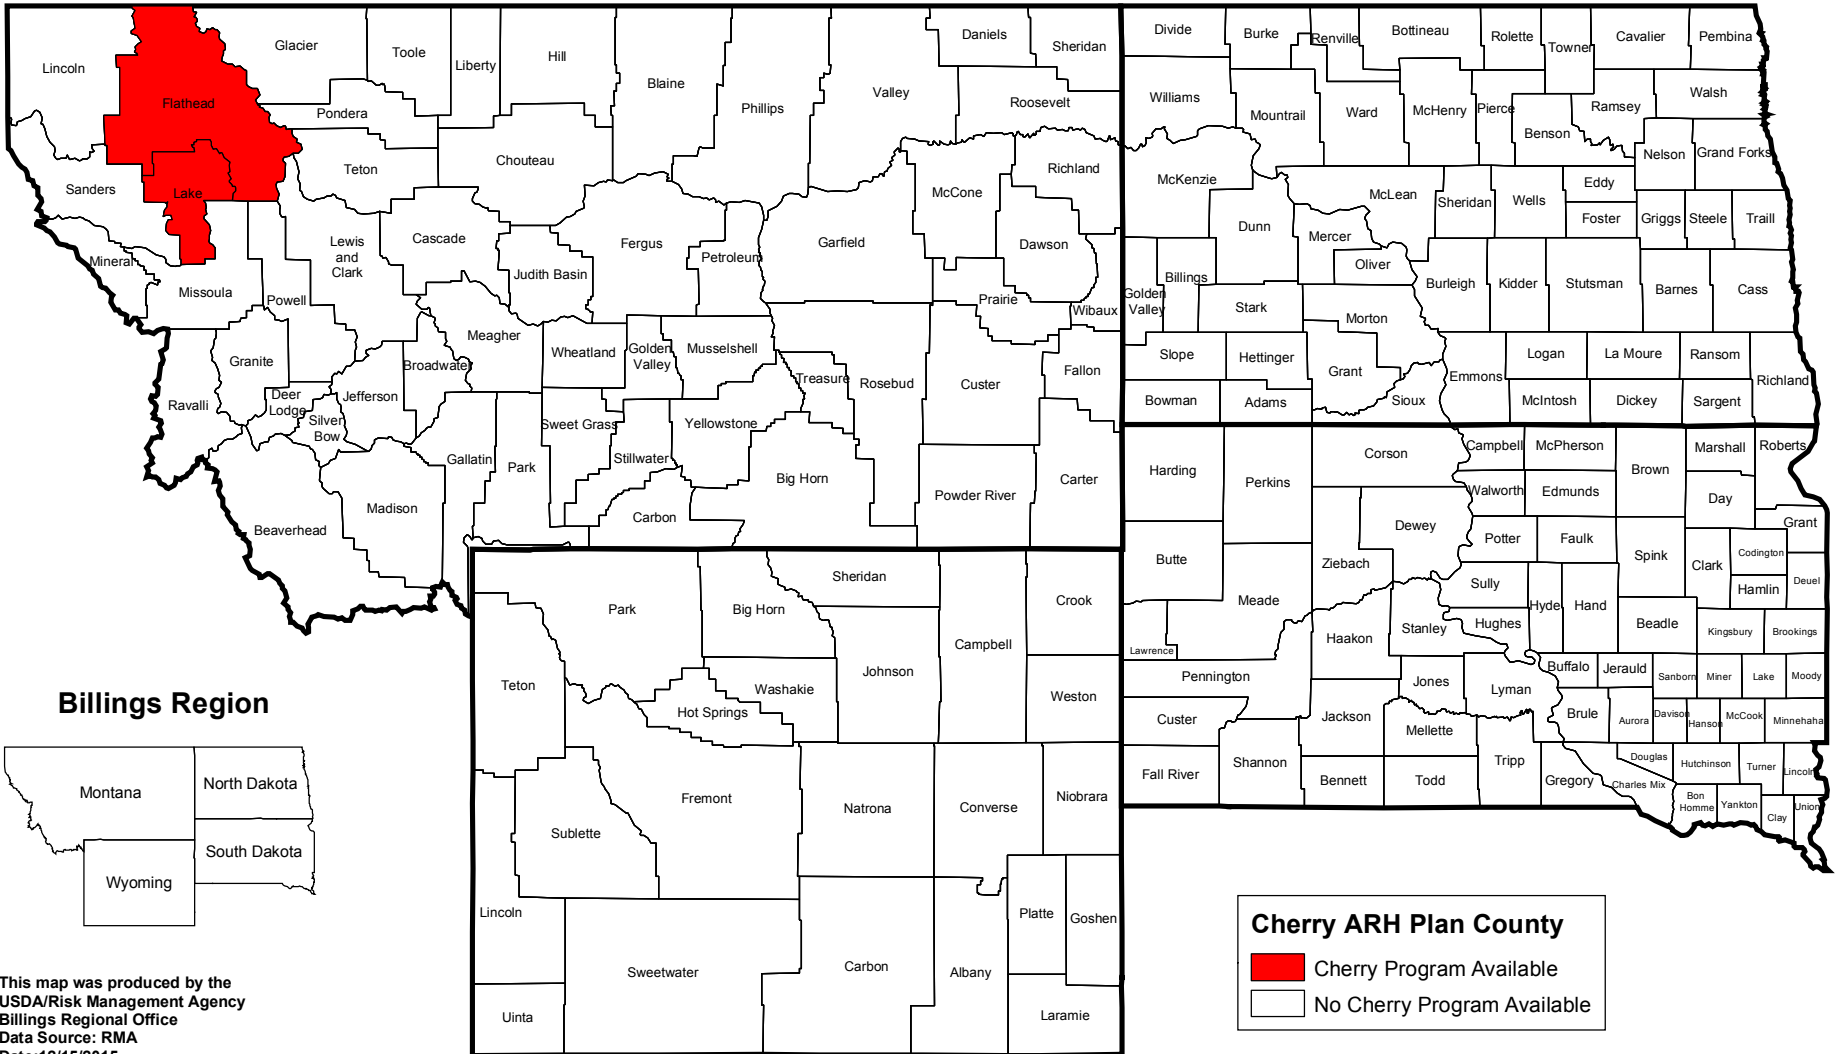 Lincoln
Flathead
Glacier
Toole
Liberty
Hill
Blaine
Phillips
Valley
Daniels
Sheridan
Roosevelt
Pondera
Teton
Chouteau
Sanders
Lake
Richland
McCone
Mineral
Missoula
Lewis
and
Clark
Cascade
Judith Basin
Fergus
Petroleum
Garfield
Dawson
Prairie
Wibaux
Powell
Granite
Deer
Lodge
Silver
Bow
Ravalli
Jefferson
Broadwater
Meagher
Wheatland
Golden
Valley
Musselshell
Treasure
Rosebud
Custer
Fallon
Sweet Grass
Stillwater
Yellowstone
Big Horn
Powder River
Carter
Gallatin
Park
Carbon
Madison
Beaverhead
Divide
Burke
Renville
Bottineau
Rolette
Towner
Cavalier
Pembina
Williams
Mountrail
Ward
McHenry
Pierce
Benson
Ramsey
Walsh
Nelson
Grand Forks
McKenzie
McLean
Sheridan
Wells
Eddy
Foster
Griggs
Steele
Traill
Dunn
Mercer
Oliver
Billings
Golden
Valley
Stark
Morton
Burleigh
Kidder
Stutsman
Barnes
Cass
Slope
Hettinger
Grant
Sioux
Emmons
Logan
La Moure
Ransom
Richland
Bowman
Adams
McIntosh
Dickey
Sargent
Harding
Perkins
Corson
Campbell
McPherson
Brown
Marshall
Roberts
Walworth
Edmunds
Day
Grant
Butte
Meade
Ziebach
Dewey
Potter
Faulk
Spink
Clark
Codington
Hamlin
Deuel
Sully
Hyde
Hand
Beadle
Kingsbury
Brookings
Lawrence
Haakon
Stanley
Hughes
Pennington
Jones
Lyman
Buffalo
Jerauld
Sanborn
Miner
Lake
Moody
Custer
Jackson
Mellette
Brule
Aurora
Davison
Hanson
McCook
Minnehaha
Fall River
Shannon
Bennett
Todd
Tripp
Gregory
Douglas
Charles Mix
Hutchinson
Turner
Lincoln
Bon
Homme
Yankton
Clay
Union
Park
Big Horn
Sheridan
Johnson
Campbell
Crook
Weston
Teton
Washakie
Hot Springs
Fremont
Sublette
Natrona
Converse
Niobrara
Lincoln
Sweetwater
Uinta
Carbon
Albany
Platte
Goshen
Laramie
Billings Region
Montana
North Dakota
South Dakota
Wyoming
Cherry ARH Plan County
Cherry Program Available
No Cherry Program Available
This map was produced by the
USDA/Risk Management Agency
Billings Regional Office
Data Source: RMA
Date:12/15/2015